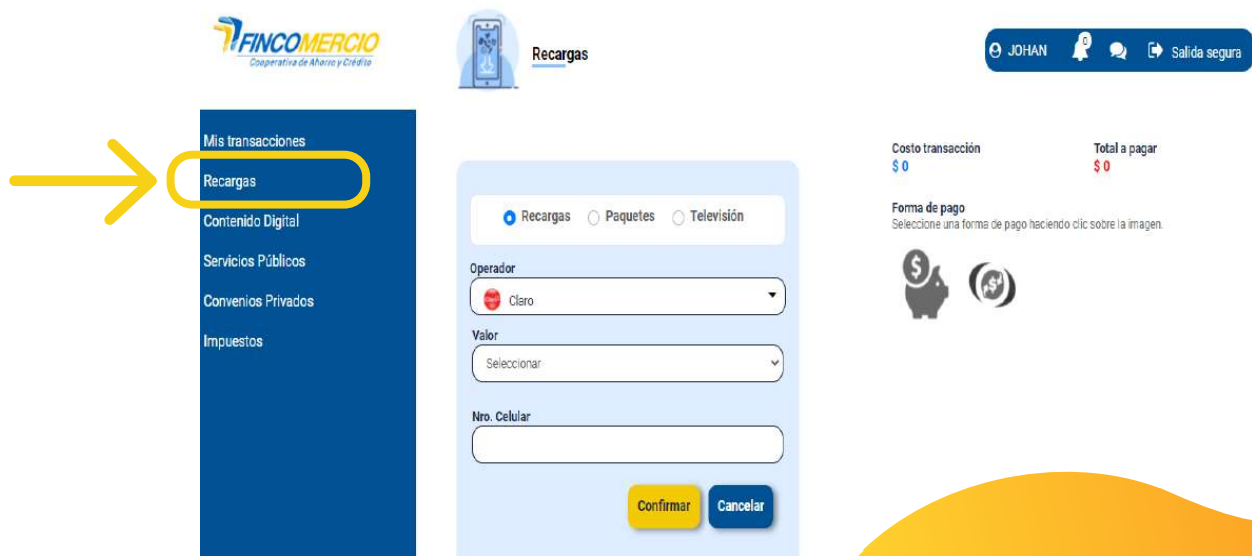 FINCOMERCIO
Cooperativa de Ahorro y Crédito
Recargas
0
JOHAN
Salida segura
Mis transacciones
Recargas
Contenido Digital
Servicios Públicos
Convenios Privados
Impuestos
Recargas Paquetes Televisión
Operador
Claro
Valor
Seleccionar
Nro. Celular
Confirmar Cancelar
Costo transacción Total a pagar
$ 0 $ 0
Forma de pago
Seleccione una forma de pago haciendo clic sobre la imagen.